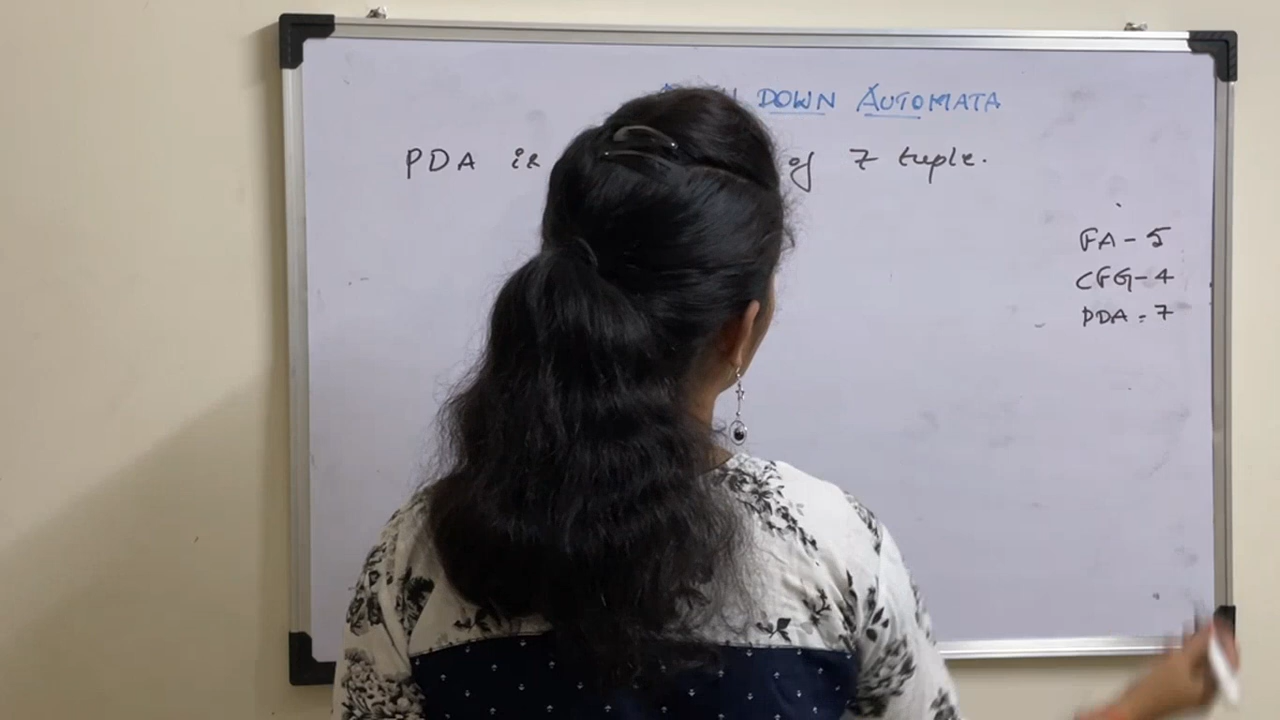 DOWN AUTOMATA
PDA is of 7 tuple.
FA - 5
CFG - 4
PDA - 7